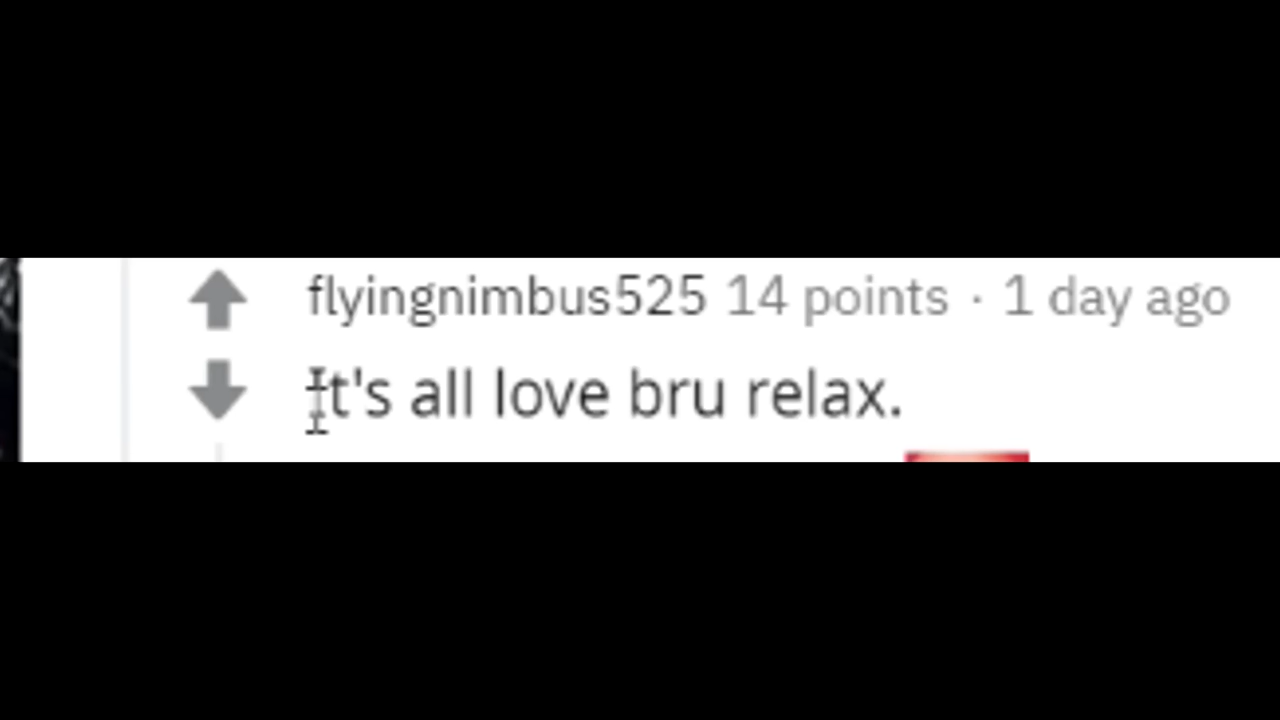 flyingnimbus525 14 points · 1 day ago
It's all love bru relax.